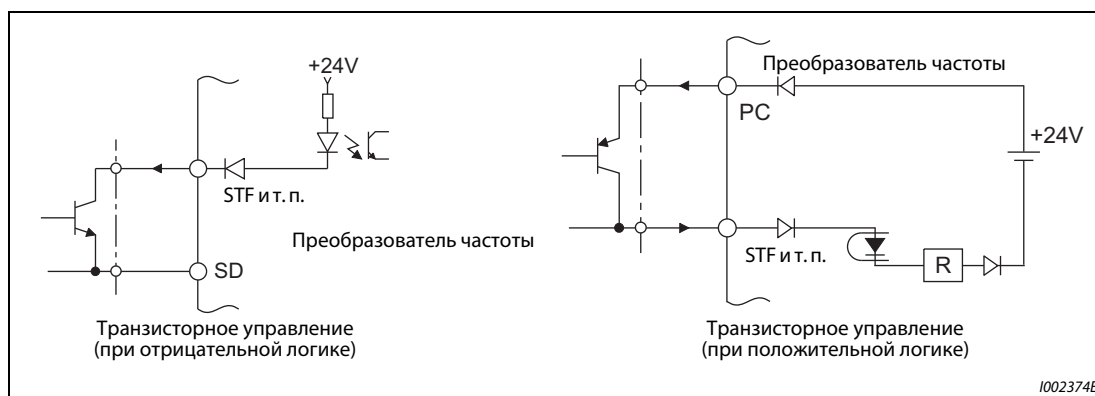 +24V
STF и т. п.
Преобразователь частоты
SD
Транзисторное управление
(при отрицательной логике)
Преобразователь частоты
PC
+24V
STF и т. п.
R
Транзисторное управление
(при положительной логике)
I002374E